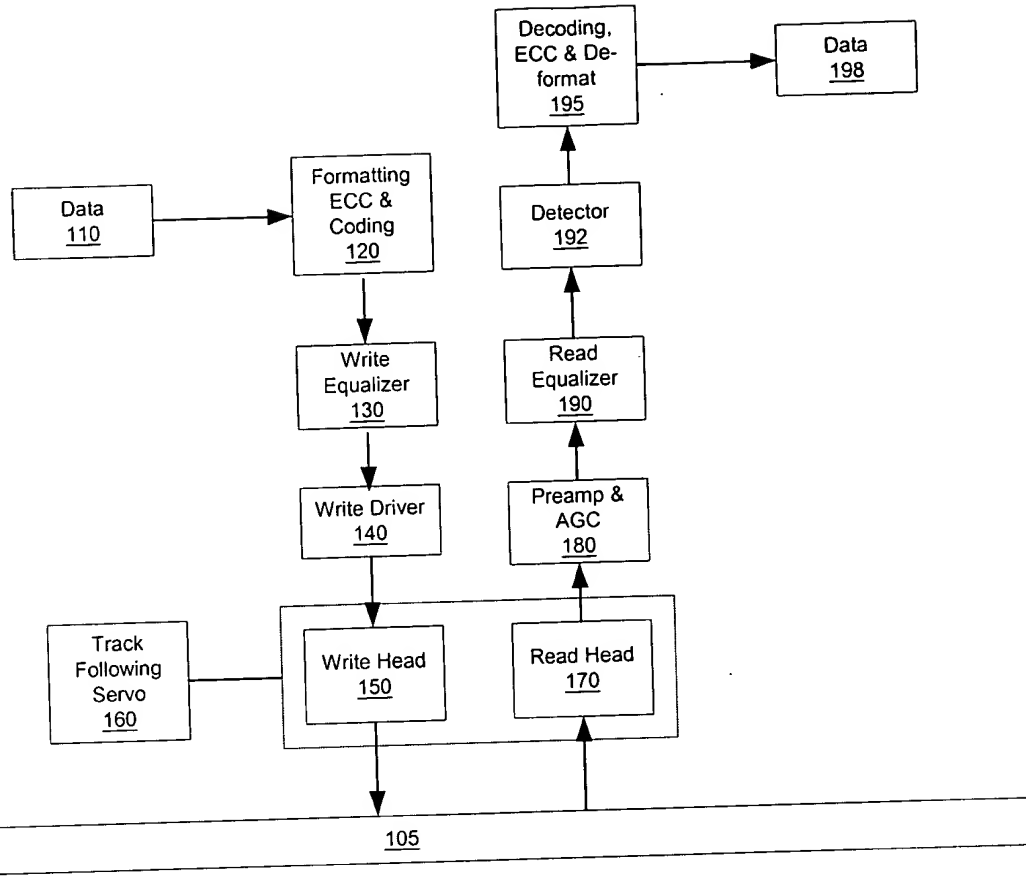 Decoding,
ECC & De-
format
195
Data
198
Formatting
ECC &
Coding
120
Data
110
Detector
192
Write
Equalizer
130
Read
Equalizer
190
Write Driver
140
Preamp &
AGC
180
Track
Following
Servo
160
Write Head
150
Read Head
170
105